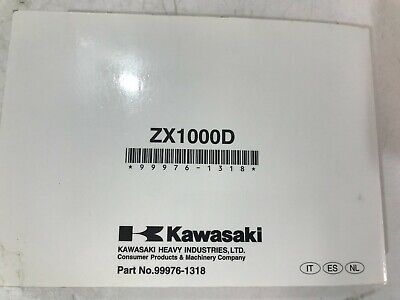 ZX1000D
*99976-1318*
Kawasaki
KAWASAKI HEAVY INDUSTRIES, LTD.
Consumer Products & Machinery Company
Part No.99976-1318
IT ES NL